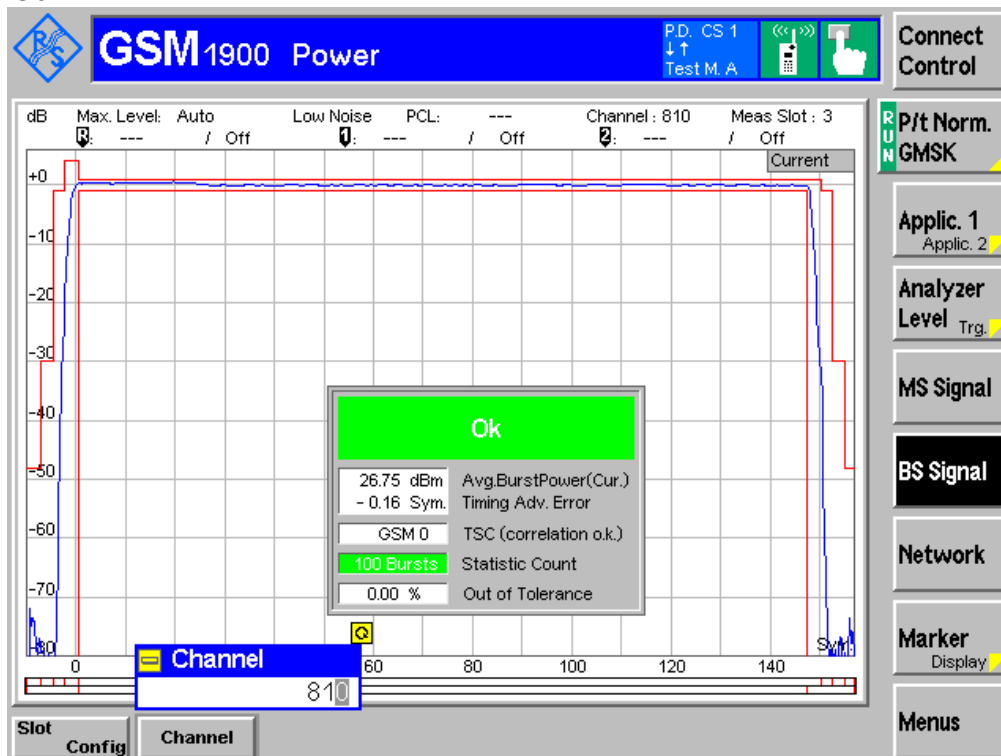 R&S
GSM 1900 Power
P.D. CS 1
↓ ↑
Test M. A
Connect
Control
dB Max. Level: Auto Low Noise PCL: --- Channel : 810 Meas Slot : 3
R: --- / Off 1: --- / Off 2: --- / Off
Current
RUN
P/t Norm.
GMSK
Applic. 1
Applic. 2
Analyzer
Level Trg.
MS Signal
BS Signal
Network
Marker
Display
Menus
+0
-10
-20
-30
-40
-50
-60
-70
-80
Ok
26.75 dBm Avg.BurstPower(Cur.)
- 0.16 Sym. Timing Adv. Error
GSM 0 TSC (correlation o.k.)
100 Bursts Statistic Count
0.00 % Out of Tolerance
0 60 80 100 120 140
Channel
810
Slot
Config
Channel